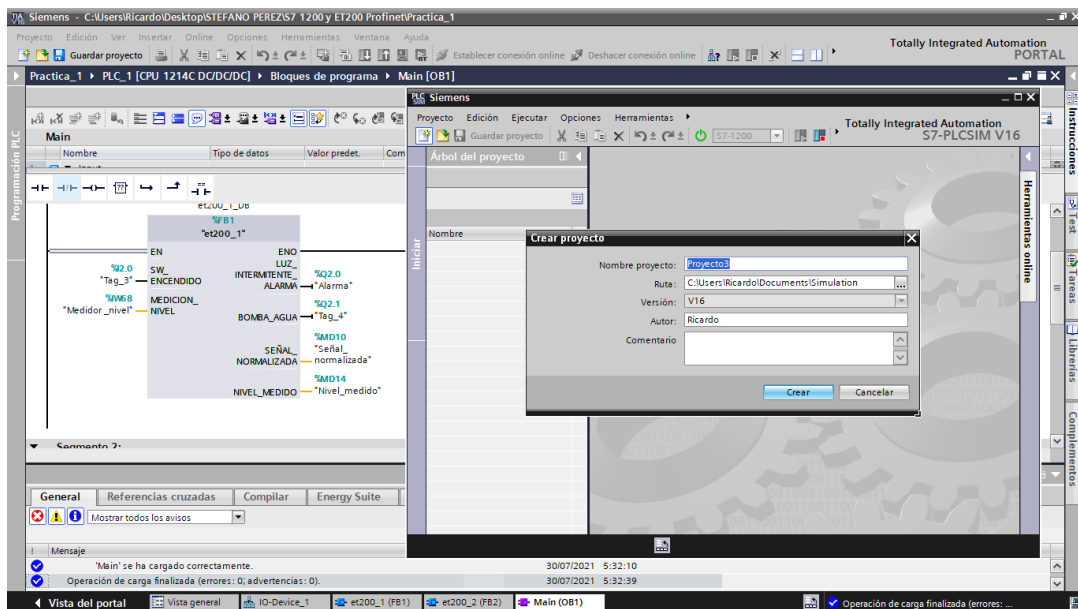 Siemens - C:\Users\Ricardo\Desktop\STEFANO PEREZ\S7 1200 y ET200 Profinet\Practica_1
Proyecto Edición Ver Insertar Online Opciones Herramientas Ventana Ayuda
Guardar proyecto
Establecer conexión online
Deshacer conexión online
Totally Integrated Automation
PORTAL
Practica_1 PLC_1 [CPU 1214C DC/DC/DC] Bloques de programa Main [OB1]
Programación PLC
Main
Nombre Tipo de datos Valor predet. Com
et200_1_DB
%FB1
"et200_1"
EN ENO
%I2.0
"Tag_3"
SW_
ENCENDIDO
%IW68
"Medidor _nivel"
MEDICION_
NIVEL
LUZ_
INTERMITENTE_
ALARMA
%Q2.0
"Alarma"
BOMBA_AGUA
%Q2.1
"Tag_4"
SEÑAL_
NORMALIZADA
%MD10
"Señal_
normalizada"
NIVEL_MEDIDO
%MD14
"Nivel_medido"
Segmento 2:
General Referencias cruzadas Compilar Energy Suite
Mostrar todos los avisos
! Mensaje
'Main' se ha cargado correctamente. 30/07/2021 5:32:10
Operación de carga finalizada (errores: 0; advertencias: 0). 30/07/2021 5:32:39
Siemens
Proyecto Edición Ejecutar Opciones Herramientas
Guardar proyecto
S7-1200
Totally Integrated Automation
S7-PLCSIM V16
Árbol del proyecto
Nombre
Iniciar
Herramientas online
Crear proyecto
Nombre proyecto: Proyecto3
Ruta: C:\Users\Ricardo\Documents\Simulation ...
Versión: V16
Autor: Ricardo
Comentario
Crear Cancelar
Instrucciones
Test
Tareas
Librerías
Complementos
Vista del portal Vista general IO-Device_1 et200_1 (FB1) et200_2 (FB2) Main (OB1)
Operación de carga finalizada (errores: ...